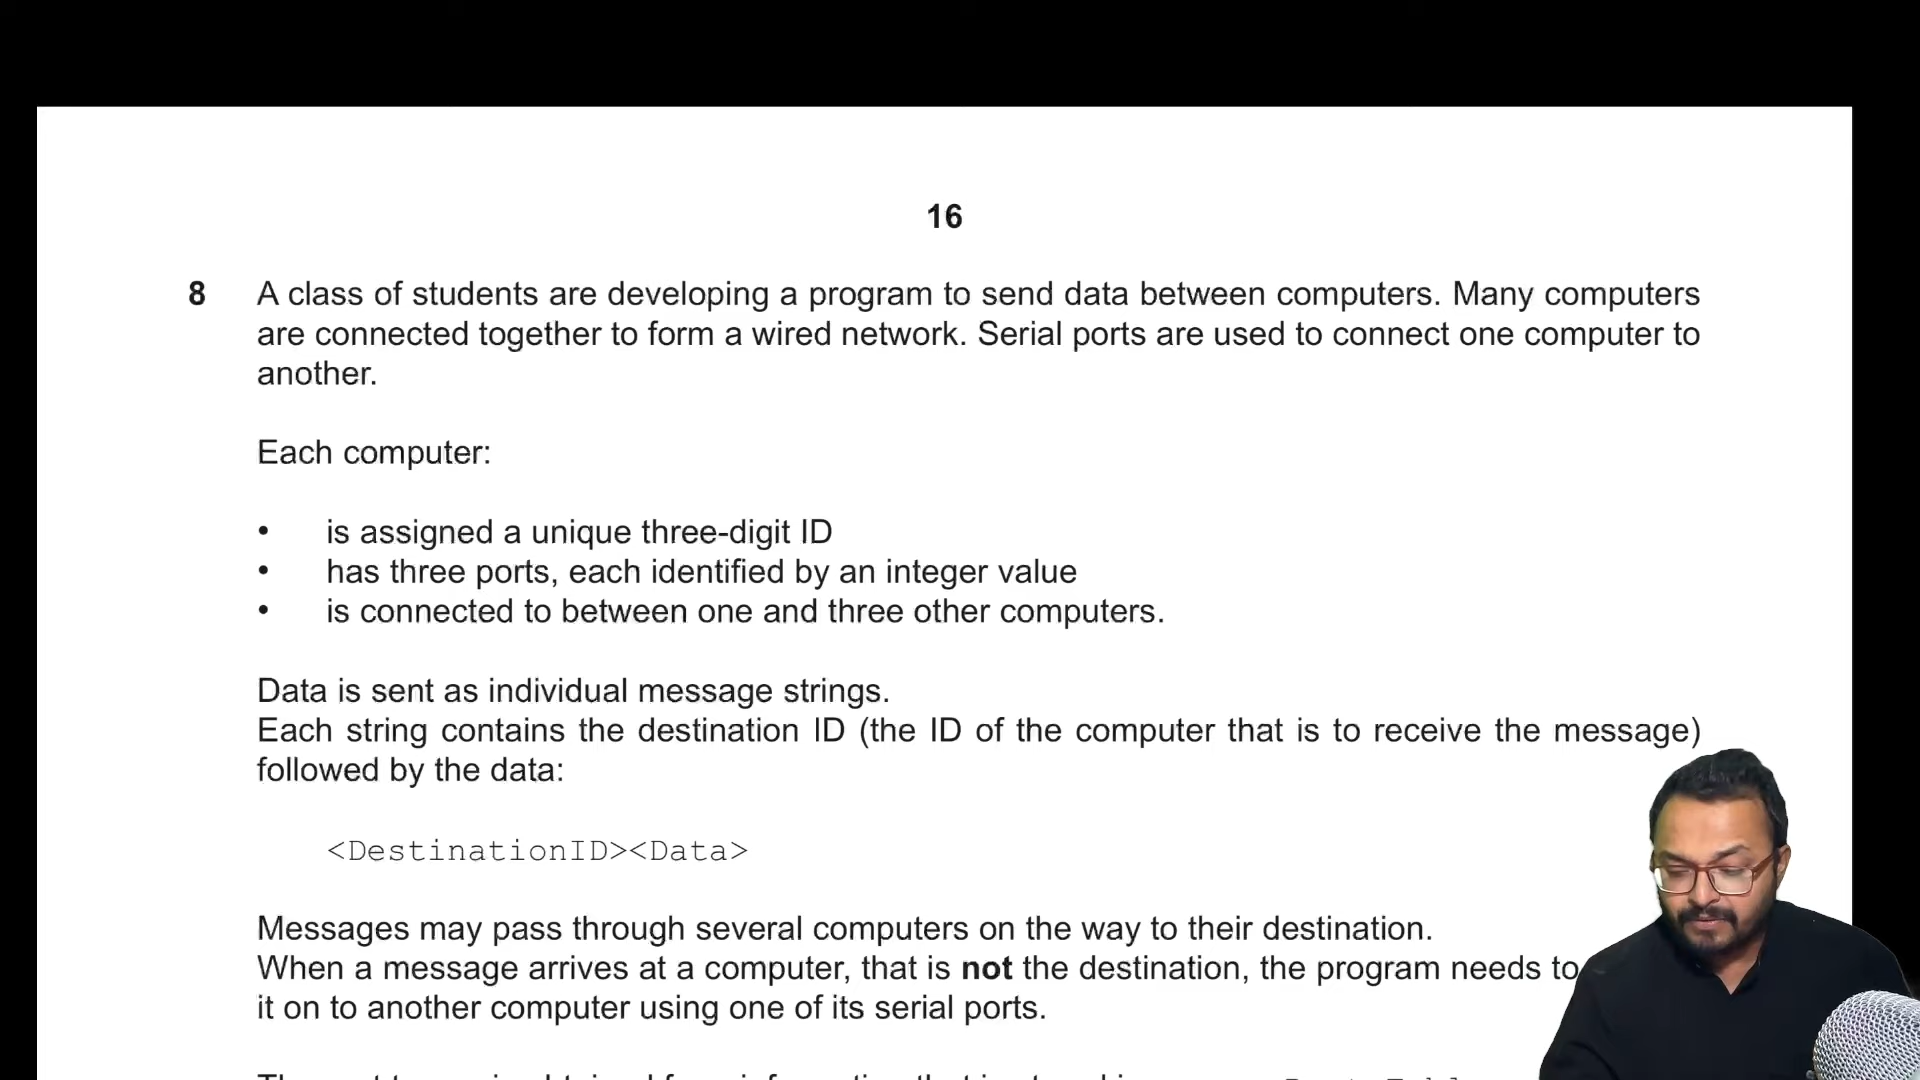 16
8 A class of students are developing a program to send data between computers. Many computers
are connected together to form a wired network. Serial ports are used to connect one computer to
another.
Each computer:
• is assigned a unique three-digit ID
• has three ports, each identified by an integer value
• is connected to between one and three other computers.
Data is sent as individual message strings.
Each string contains the destination ID (the ID of the computer that is to receive the message)
followed by the data:
<DestinationID><Data>
Messages may pass through several computers on the way to their destination.
When a message arrives at a computer, that is not the destination, the program needs to
it on to another computer using one of its serial ports.